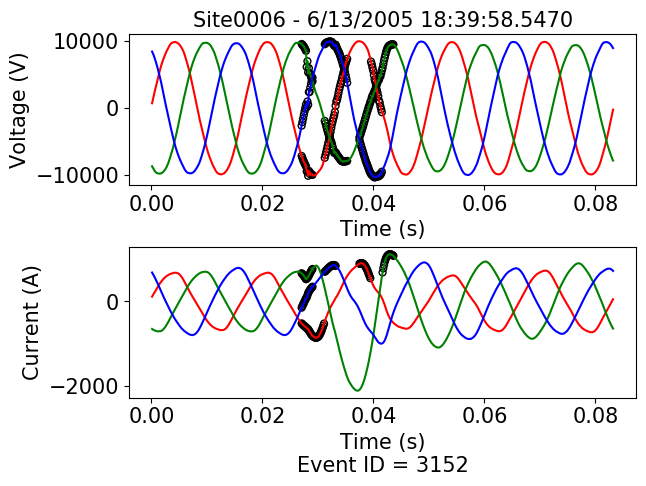 Site0006 - 6/13/2005 18:39:58.5470
Voltage (V)
10000
0
−10000
0.00 0.02 0.04 0.06 0.08
Time (s)
Current (A)
0
−2000
0.00 0.02 0.04 0.06 0.08
Time (s)
Event ID = 3152